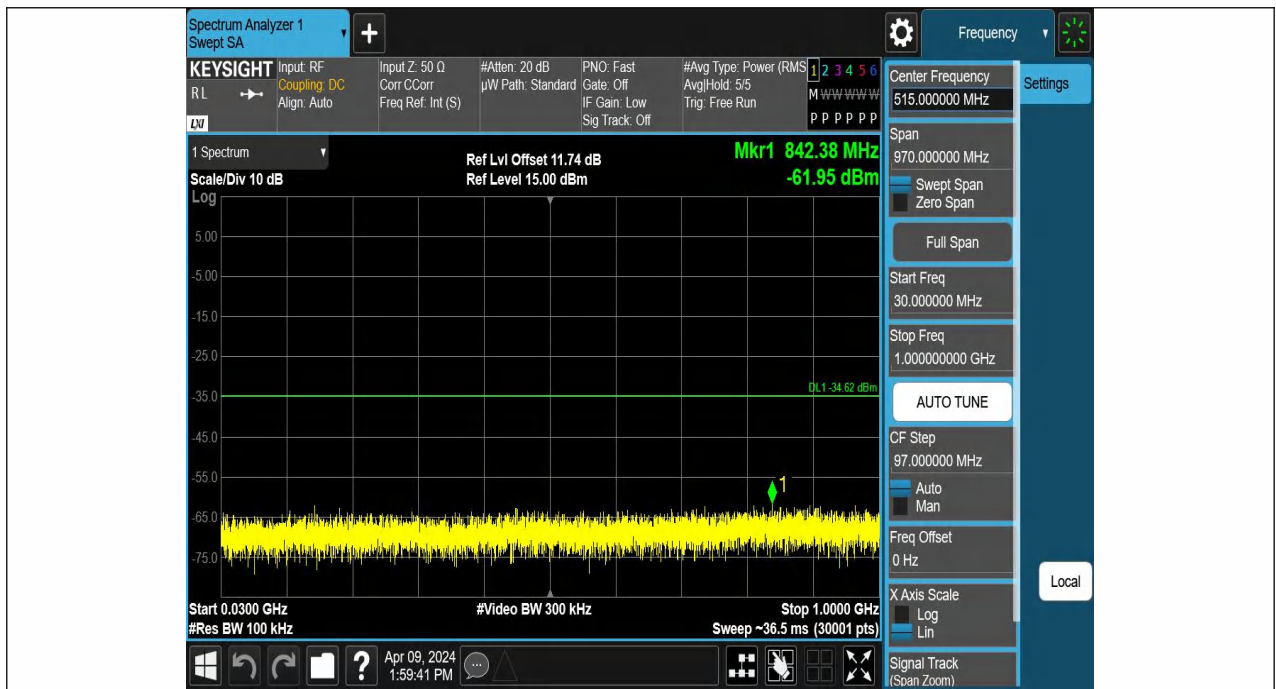 Spectrum Analyzer 1
Swept SA
+
Frequency
KEYSIGHT
RL
LXI
Input: RF
Coupling: DC
Align: Auto
Input Z: 50 Ω
Corr CCorr
Freq Ref: Int (S)
#Atten: 20 dB
µW Path: Standard
PNO: Fast
Gate: Off
IF Gain: Low
Sig Track: Off
#Avg Type: Power (RMS
Avg|Hold: 5/5
Trig: Free Run
1 2 3 4 5 6
M W W W W W
P P P P P P
1 Spectrum
Scale/Div 10 dB
Log
Ref Lvl Offset 11.74 dB
Ref Level 15.00 dBm
Mkr1 842.38 MHz
-61.95 dBm
5.00
-5.00
-15.0
-25.0
-35.0
DL1 -34.62 dBm
-45.0
-55.0
1
-65.0
-75.0
Start 0.0300 GHz
#Res BW 100 kHz
#Video BW 300 kHz
Stop 1.0000 GHz
Sweep ~36.5 ms (30001 pts)
?
Apr 09, 2024
1:59:41 PM
Center Frequency
515.000000 MHz
Span
970.000000 MHz
Swept Span
Zero Span
Full Span
Start Freq
30.000000 MHz
Stop Freq
1.000000000 GHz
AUTO TUNE
CF Step
97.000000 MHz
Auto
Man
Freq Offset
0 Hz
X Axis Scale
Log
Lin
Signal Track
(Span Zoom)
Settings
Local